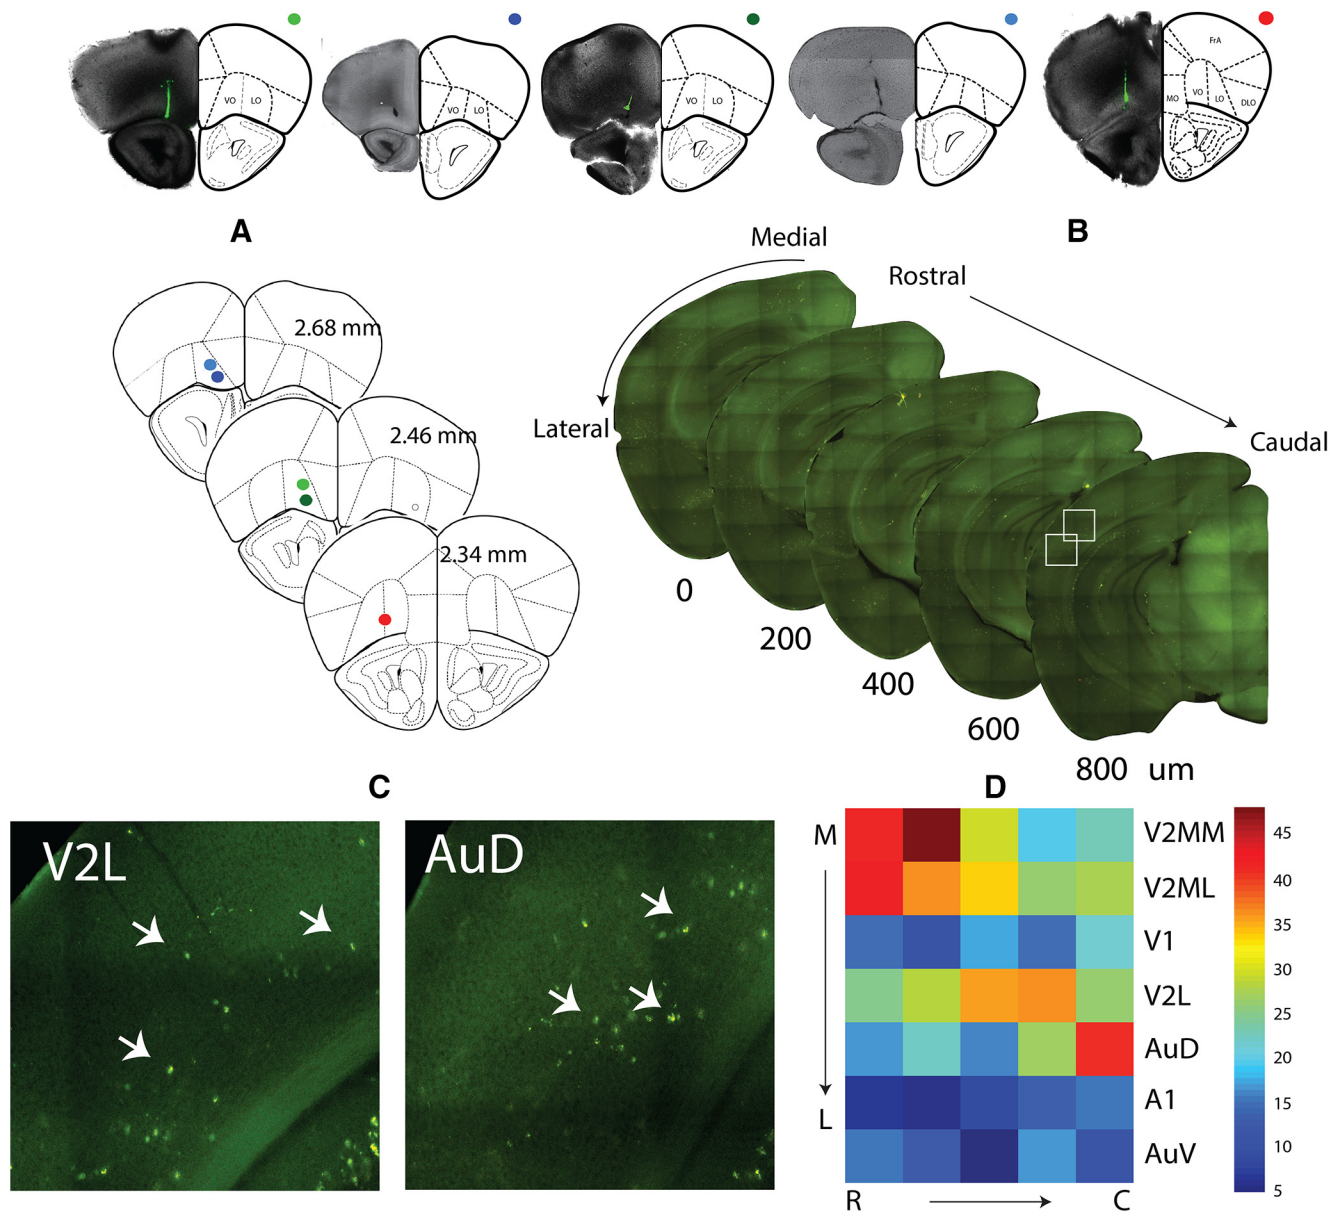 VO LO
VO LO
VO LO
FrA
MO VO LO DLO
A
B
2.68 mm
2.46 mm
2.34 mm
Medial
Rostral
Lateral
Caudal
0
200
400
600
800 um
C
V2L
AuD
D
M
L
V2MM
V2ML
V1
V2L
AuD
A1
AuV
R
C
45
40
35
30
25
20
15
10
5